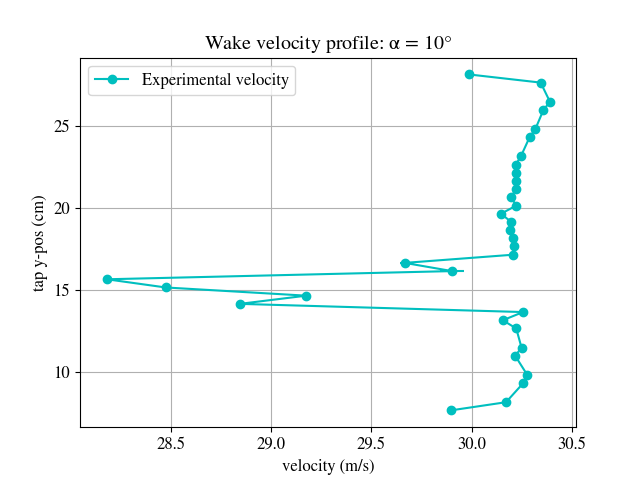 Wake velocity profile: α = 10°
Experimental velocity
tap y-pos (cm)
25
20
15
10
28.5 29.0 29.5 30.0 30.5
velocity (m/s)